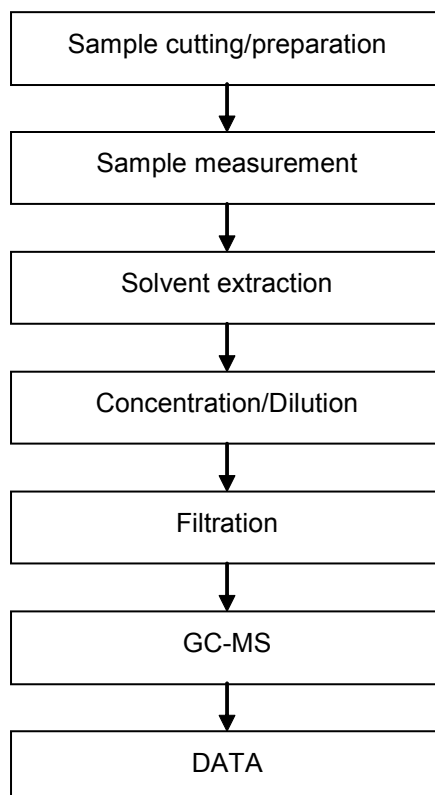 Sample cutting/preparation
Sample measurement
Solvent extraction
Concentration/Dilution
Filtration
GC-MS
DATA